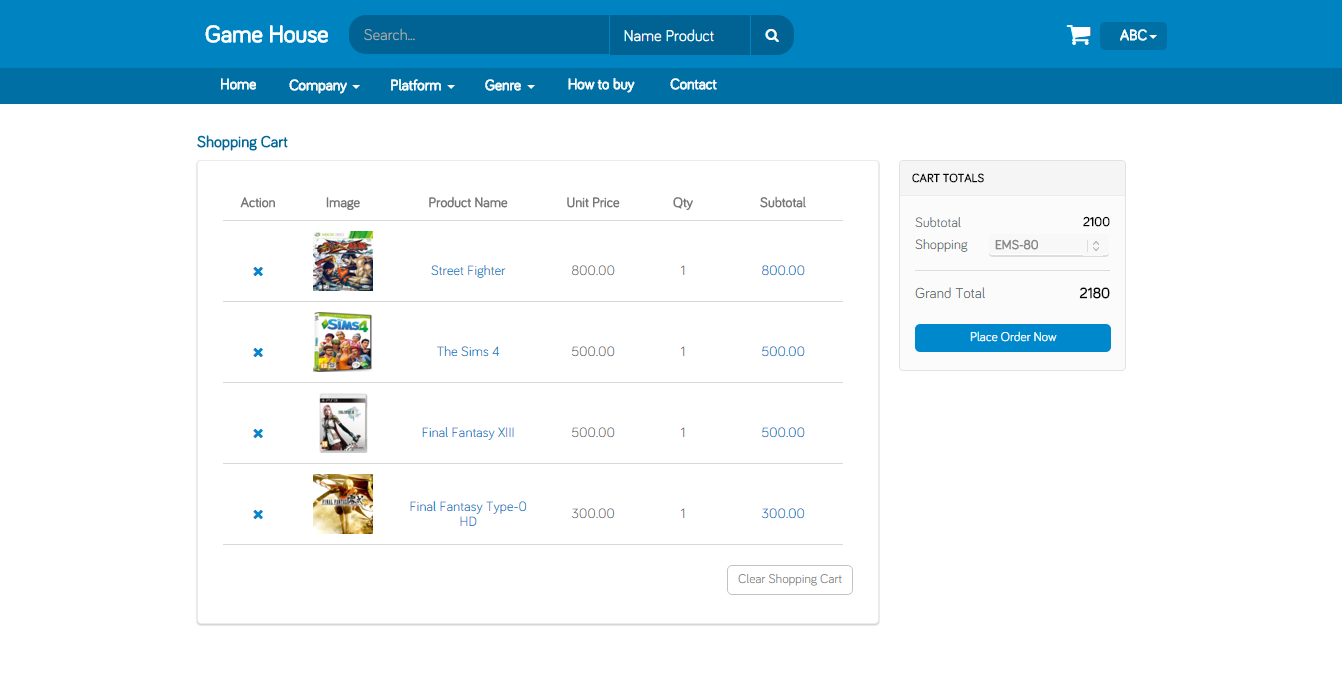 Game House
Search...
Name Product
ABC
Home
Company
Platform
Genre
How to buy
Contact
Shopping Cart
Action Image Product Name Unit Price Qty Subtotal
Street Fighter 800.00 1 800.00
SIMS4
The Sims 4 500.00 1 500.00
Final Fantasy XIII 500.00 1 500.00
FINAL FANTASY
Final Fantasy Type-0
HD
300.00 1 300.00
Clear Shopping Cart
CART TOTALS
Subtotal 2100
Shopping EMS-80
Grand Total 2180
Place Order Now